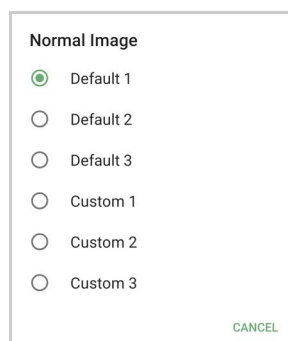 Normal Image
Default 1
Default 2
Default 3
Custom 1
Custom 2
Custom 3
CANCEL